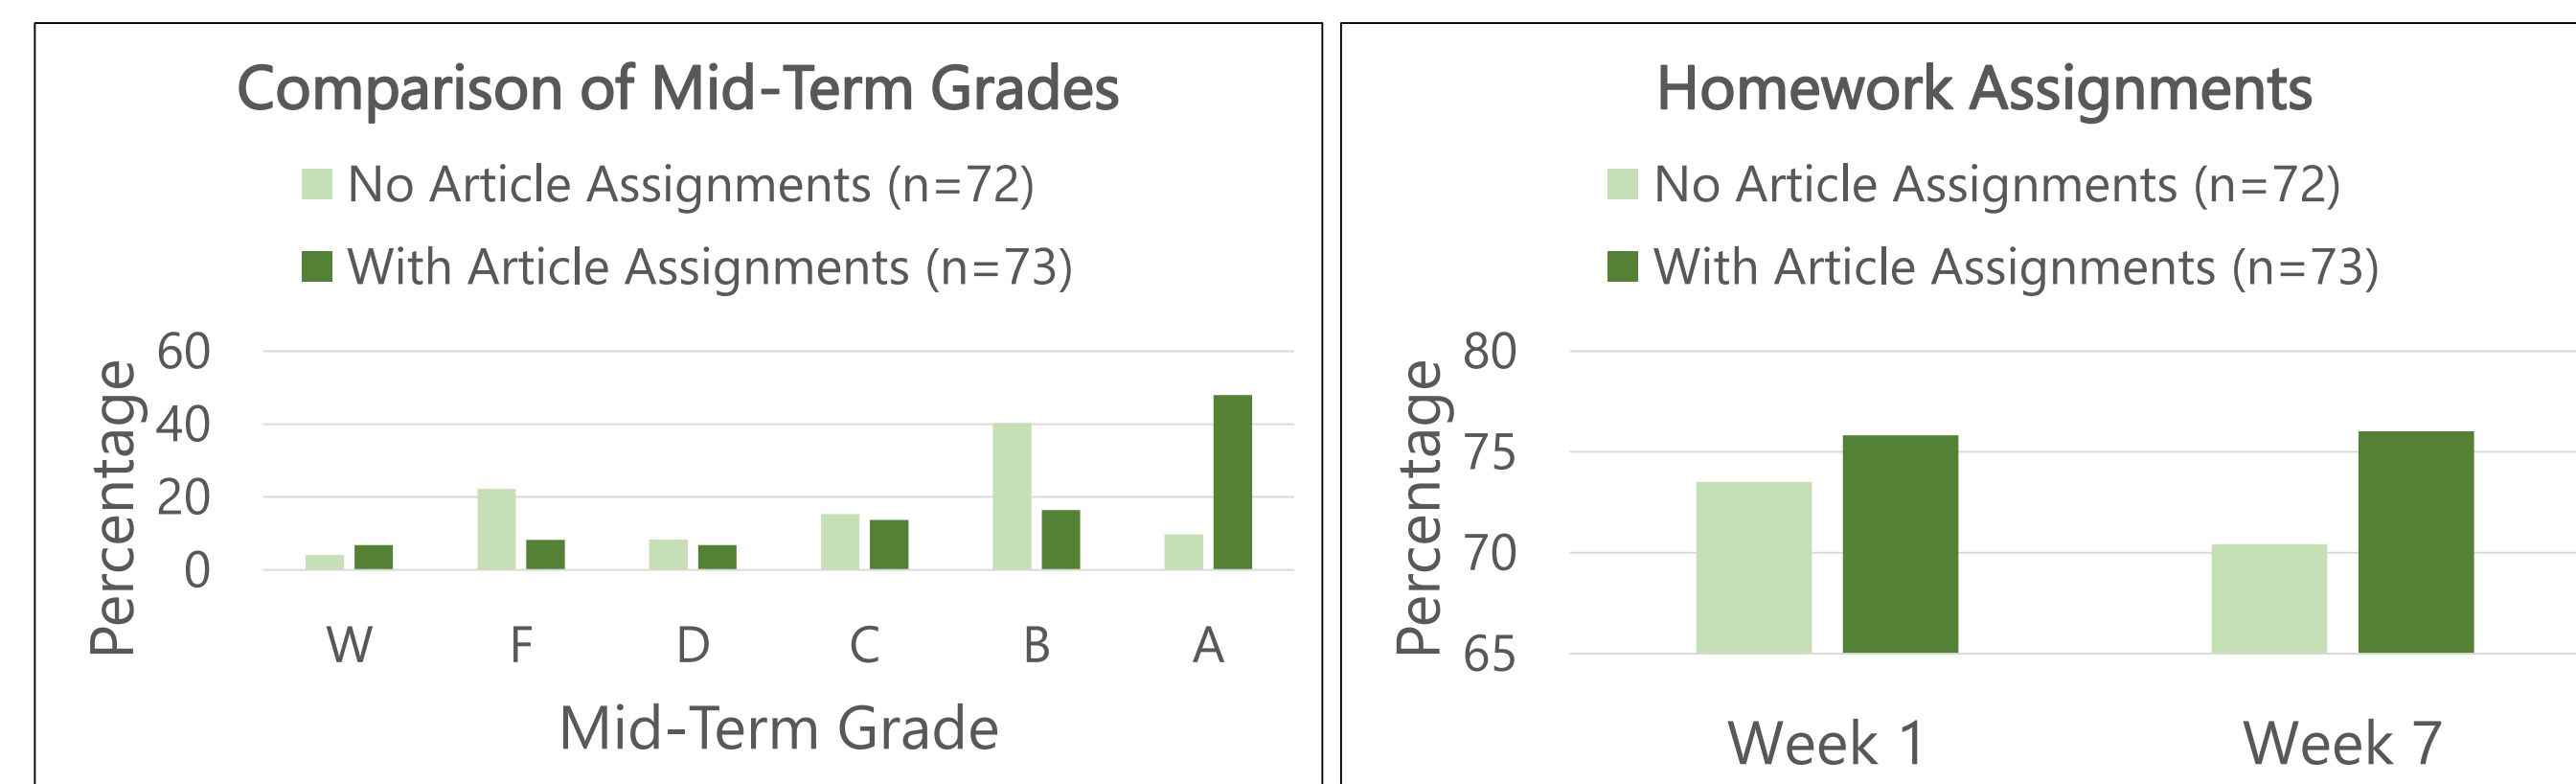 Comparison of Mid-Term Grades
No Article Assignments (n=72)
With Article Assignments (n=73)
Percentage
60
40
20
0
W F D C B A
Mid-Term Grade
Homework Assignments
No Article Assignments (n=72)
With Article Assignments (n=73)
Percentage
80
75
70
65
Week 1 Week 7